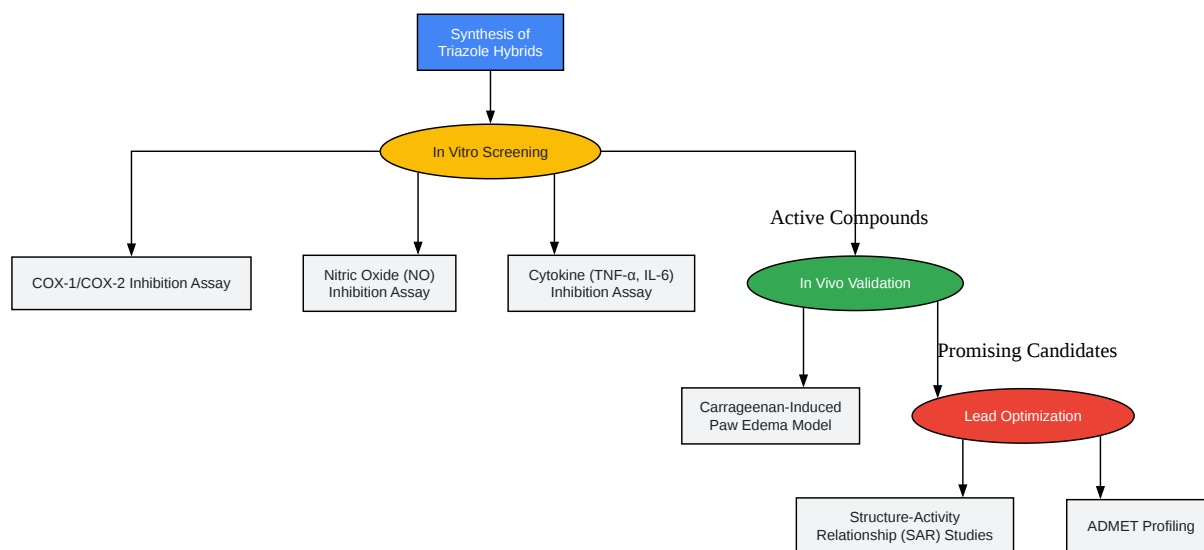 Synthesis of
Triazole Hybrids
In Vitro Screening
Active Compounds
COX-1/COX-2 Inhibition Assay
Nitric Oxide (NO)
Inhibition Assay
Cytokine (TNF-α, IL-6)
Inhibition Assay
In Vivo Validation
Promising Candidates
Carrageenan-Induced
Paw Edema Model
Lead Optimization
Structure-Activity
Relationship (SAR) Studies
ADMET Profiling